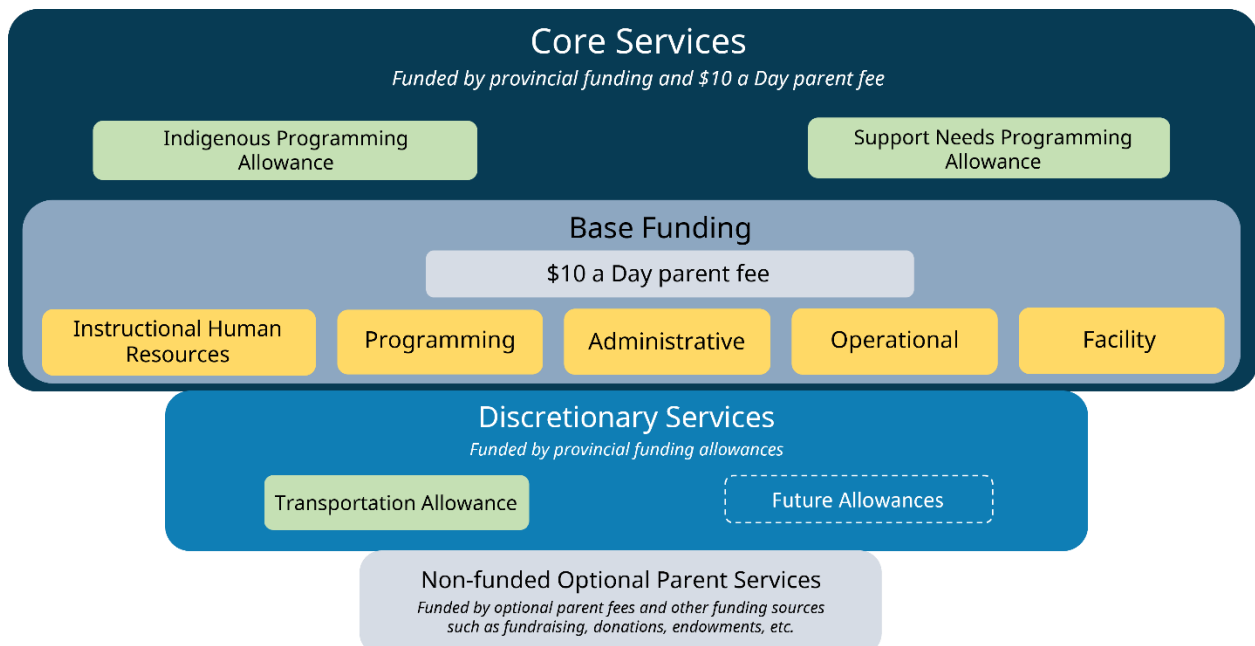 Core Services
Funded by provincial funding and $10 a Day parent fee
Indigenous Programming
Allowance
Support Needs Programming
Allowance
Base Funding
$10 a Day parent fee
Instructional Human
Resources
Programming
Administrative
Operational
Facility
Discretionary Services
Funded by provincial funding allowances
Transportation Allowance
Future Allowances
Non-funded Optional Parent Services
Funded by optional parent fees and other funding sources
such as fundraising, donations, endowments, etc.